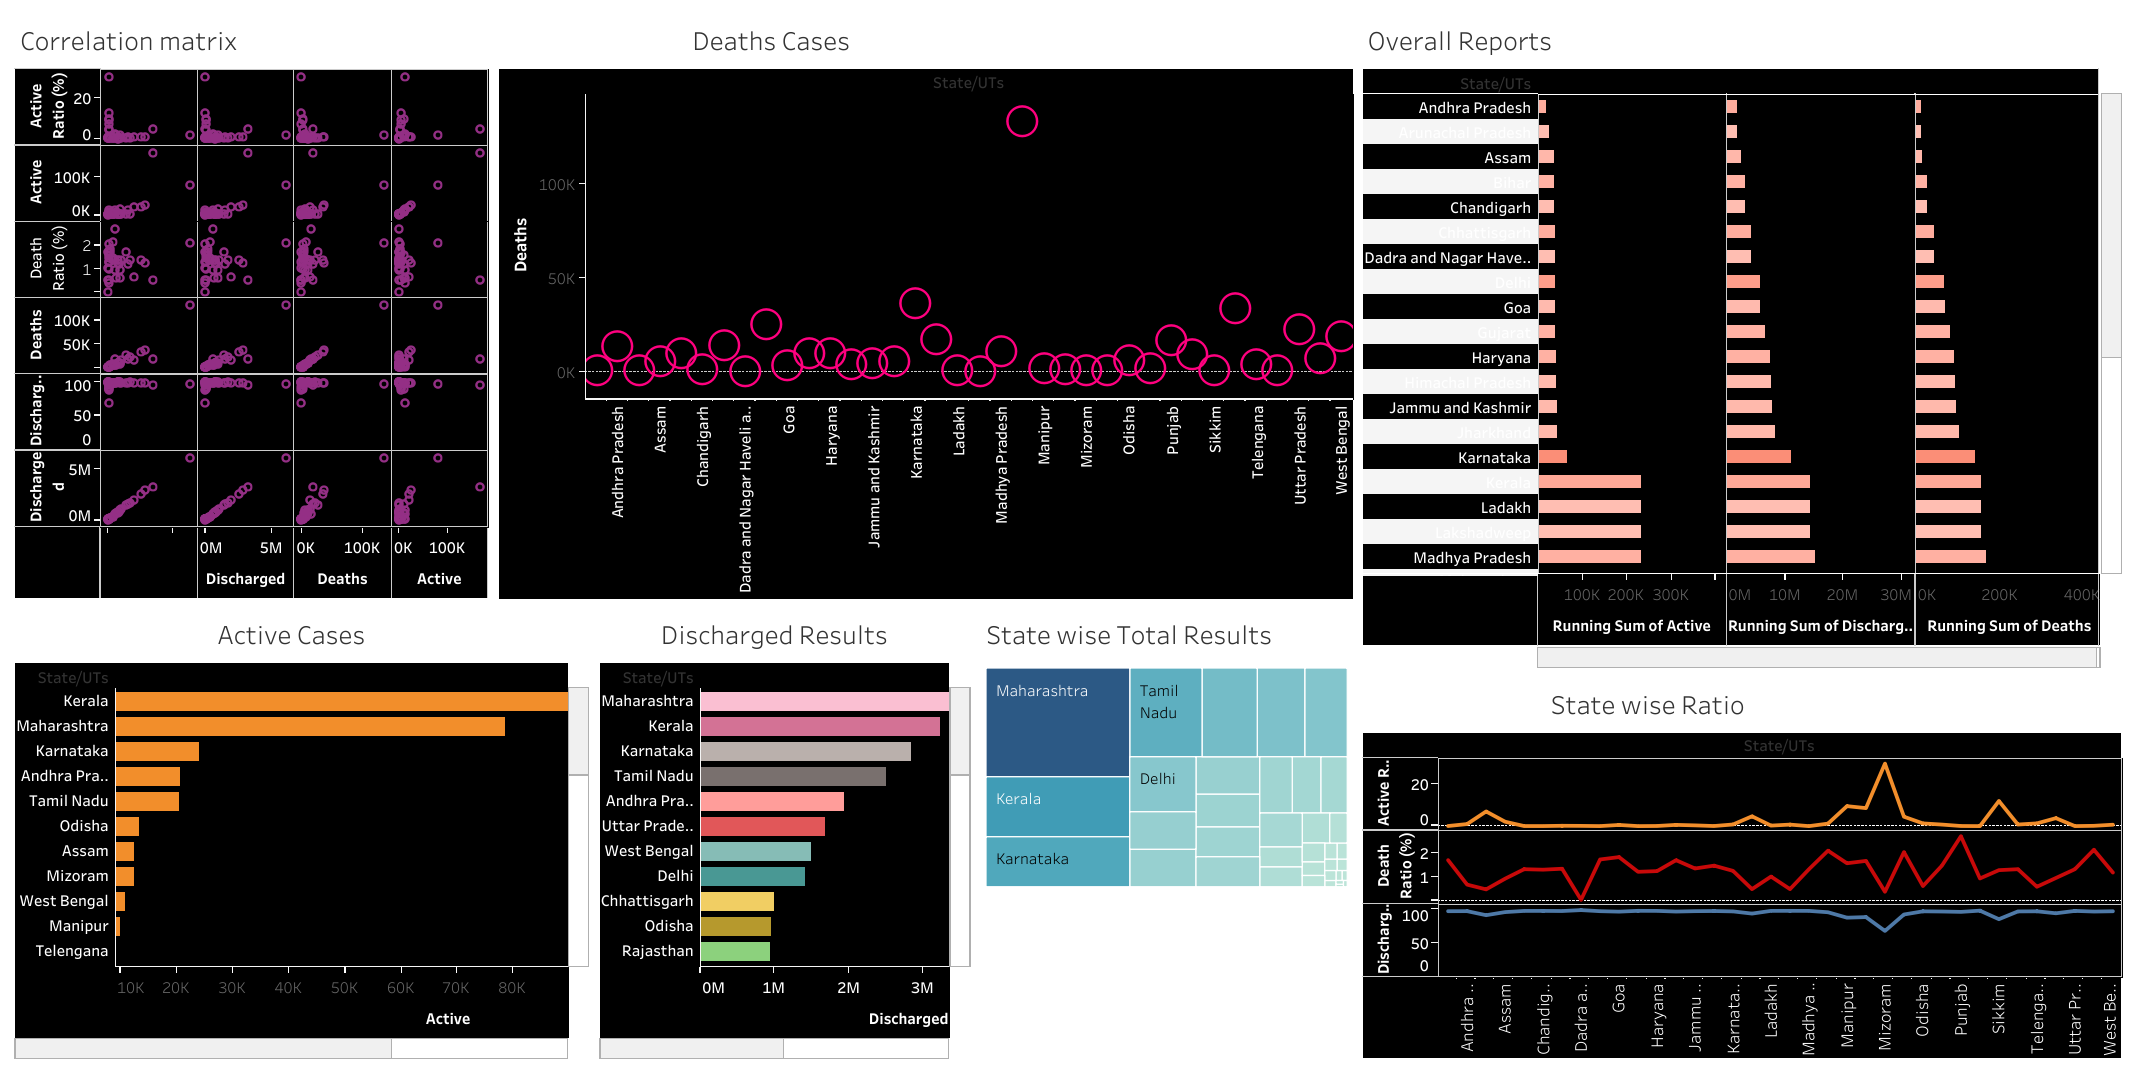 Correlation matrix
Active
Ratio (%)
20
0
Active
100K
0K
Death
Ratio (%)
2
1
Deaths
100K
50K
Discharg..
100
50
0
Discharge
d
5M
0M
0M
5M
0K
100K
0K
100K
Discharged
Deaths
Active
Deaths Cases
State/UTs
Deaths
100K
50K
0K
Andhra Pradesh
Assam
Chandigarh
Dadra and Nagar Haveli a..
Goa
Haryana
Jammu and Kashmir
Karnataka
Ladakh
Madhya Pradesh
Manipur
Mizoram
Odisha
Punjab
Sikkim
Telengana
Uttar Pradesh
West Bengal
Overall Reports
State/UTs
Andhra Pradesh
Arunachal Pradesh
Assam
Bihar
Chandigarh
Chhattisgarh
Dadra and Nagar Have..
Delhi
Goa
Gujarat
Haryana
Himachal Pradesh
Jammu and Kashmir
Jharkhand
Karnataka
Kerala
Ladakh
Lakshadweep
Madhya Pradesh
100K
200K
300K
0M
10M
20M
30M
0K
200K
400K
Running Sum of Active
Running Sum of Discharg..
Running Sum of Deaths
Active Cases
State/UTs
Kerala
Maharashtra
Karnataka
Andhra Pra..
Tamil Nadu
Odisha
Assam
Mizoram
West Bengal
Manipur
Telengana
10K
20K
30K
40K
50K
60K
70K
80K
Active
Discharged Results
State/UTs
Maharashtra
Kerala
Karnataka
Tamil Nadu
Andhra Pra..
Uttar Prade..
West Bengal
Delhi
Chhattisgarh
Odisha
Rajasthan
0M
1M
2M
3M
Discharged
State wise Total Results
Maharashtra
Kerala
Karnataka
Tamil
Nadu
Delhi
State wise Ratio
State/UTs
Active R..
20
0
Death
Ratio (%)
2
1
Discharg..
100
50
0
Andhra ..
Assam
Chandig..
Dadra a..
Goa
Haryana
Jammu ..
Karnata..
Ladakh
Madhya ..
Manipur
Mizoram
Odisha
Punjab
Sikkim
Telenga..
Uttar Pr..
West Be..